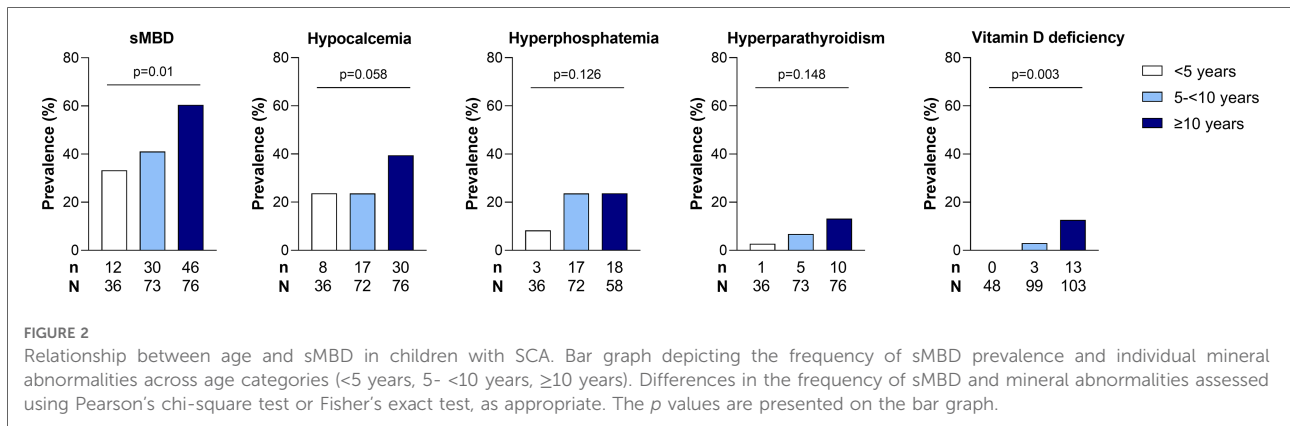 sMBD
Hypocalcemia
Hyperphosphatemia
Hyperparathyroidism
Vitamin D deficiency
80
60
40
20
0
Prevalence (%)
p=0.01
n 12 30 46
N 36 73 76
80
60
40
20
0
Prevalence (%)
p=0.058
8 17 30
36 72 76
80
60
40
20
0
Prevalence (%)
p=0.126
n 3 17 18
N 36 72 58
80
60
40
20
0
Prevalence (%)
p=0.148
n 1 5 10
N 36 73 76
80
60
40
20
0
Prevalence (%)
p=0.003
n 0 3 13
N 48 99 103
<5 years
5-<10 years
≥10 years
FIGURE 2
Relationship between age and sMBD in children with SCA. Bar graph depicting the frequency of sMBD prevalence and individual mineral
abnormalities across age categories (<5 years, 5- <10 years, ≥10 years). Differences in the frequency of sMBD and mineral abnormalities assessed
using Pearson's chi-square test or Fisher's exact test, as appropriate. The p values are presented on the bar graph.